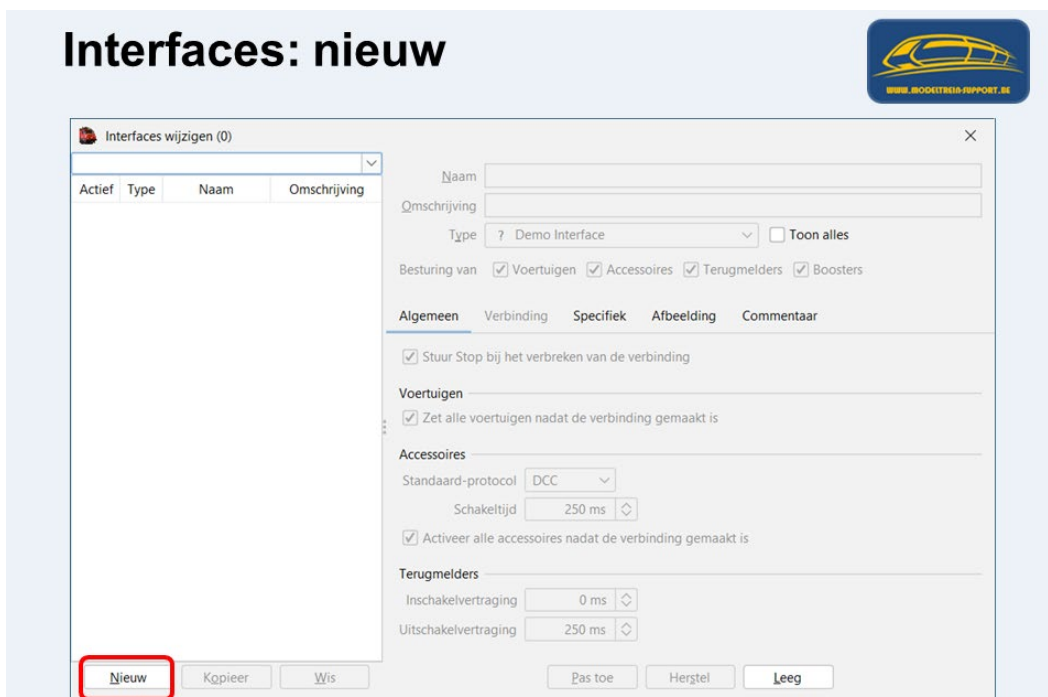 Interfaces: nieuw
WWW.MODELTREIN-SUPPORT.BE
Interfaces wijzigen (0)
Actief Type Naam Omschrijving
Naam
Omschrijving
Type ? Demo Interface Toon alles
Besturing van Voertuigen Accessoires Terugmelders Boosters
Algemeen Verbinding Specifiek Afbeelding Commentaar
Stuur Stop bij het verbreken van de verbinding
Voertuigen
Zet alle voertuigen nadat de verbinding gemaakt is
Accessoires
Standaard-protocol DCC
Schakeltijd 250 ms
Activeer alle accessoires nadat de verbinding gemaakt is
Terugmelders
Inschakelvertraging 0 ms
Uitschakelvertraging 250 ms
Nieuw Kopieer Wis Pas toe Herstel Leeg